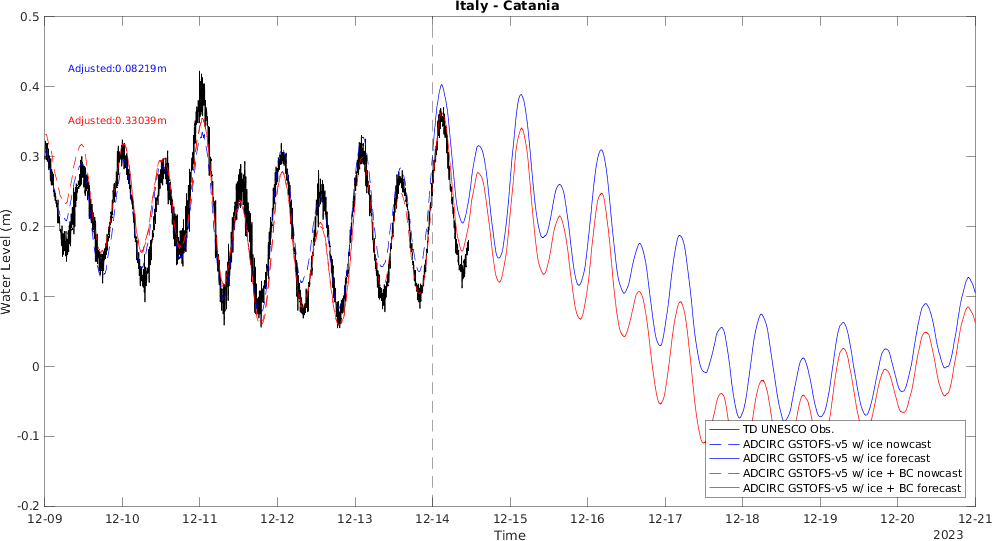 Italy - Catania
0.5
Adjusted:0.08219m
0.4
Adjusted:0.33039m
0.3
0.2
Water Level (m)
0.1
0
-0.1
TD UNESCO Obs.
ADCIRC GSTOFS-v5 w/ ice nowcast
ADCIRC GSTOFS-v5 w/ ice forecast
ADCIRC GSTOFS-v5 w/ ice + BC nowcast
ADCIRC GSTOFS-v5 w/ ice + BC forecast
-0.2
12-09 12-10 12-11 12-12 12-13 12-14 12-15 12-16 12-17 12-18 12-19 12-20 12-21
Time
2023